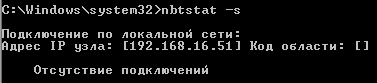 C:\Windows\system32>nbtstat -s
Подключение по локальной сети:
Адрес IP узла: [192.168.16.51] Код области: []
Отсутствие подключений